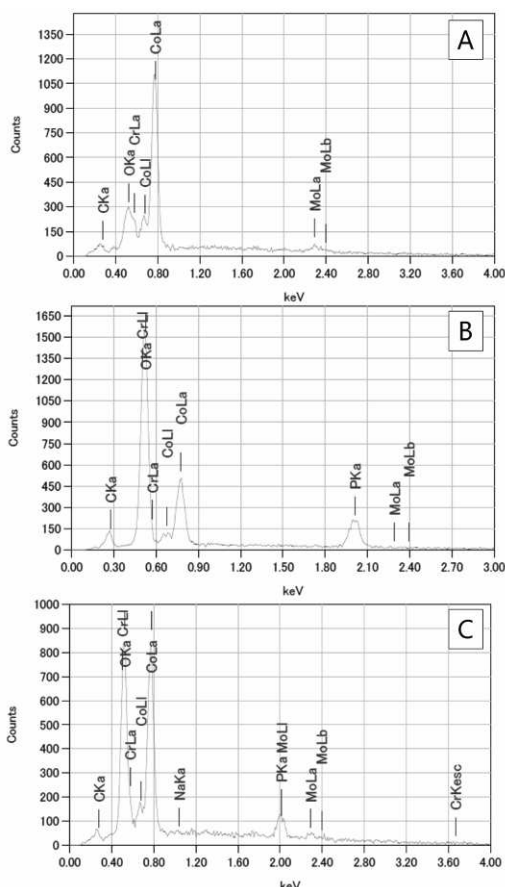 A
Counts
1350
1200
1050
900
750
600
450
300
150
0
CKa
OKa
CrLa
CoLl
CoLa
MoLa
MoLb
0.00 0.40 0.80 1.20 1.60 2.00 2.40 2.80 3.20 3.60 4.00
keV
B
Counts
1650
1500
1350
1200
1050
900
750
600
450
300
150
0
CKa
OKa CrLl
CrLa
CoLl
CoLa
PKa
MoLa
MoLb
0.00 0.30 0.60 0.90 1.20 1.50 1.80 2.10 2.40 2.70 3.00
keV
C
Counts
1000
900
800
700
600
500
400
300
200
100
0
CKa
OKa CrLl
CrLa
CoLl
CoLa
NaKa
PKa MoLl
MoLa
MoLb
CrKesc
0.00 0.40 0.80 1.20 1.60 2.00 2.40 2.80 3.20 3.60 4.00
keV